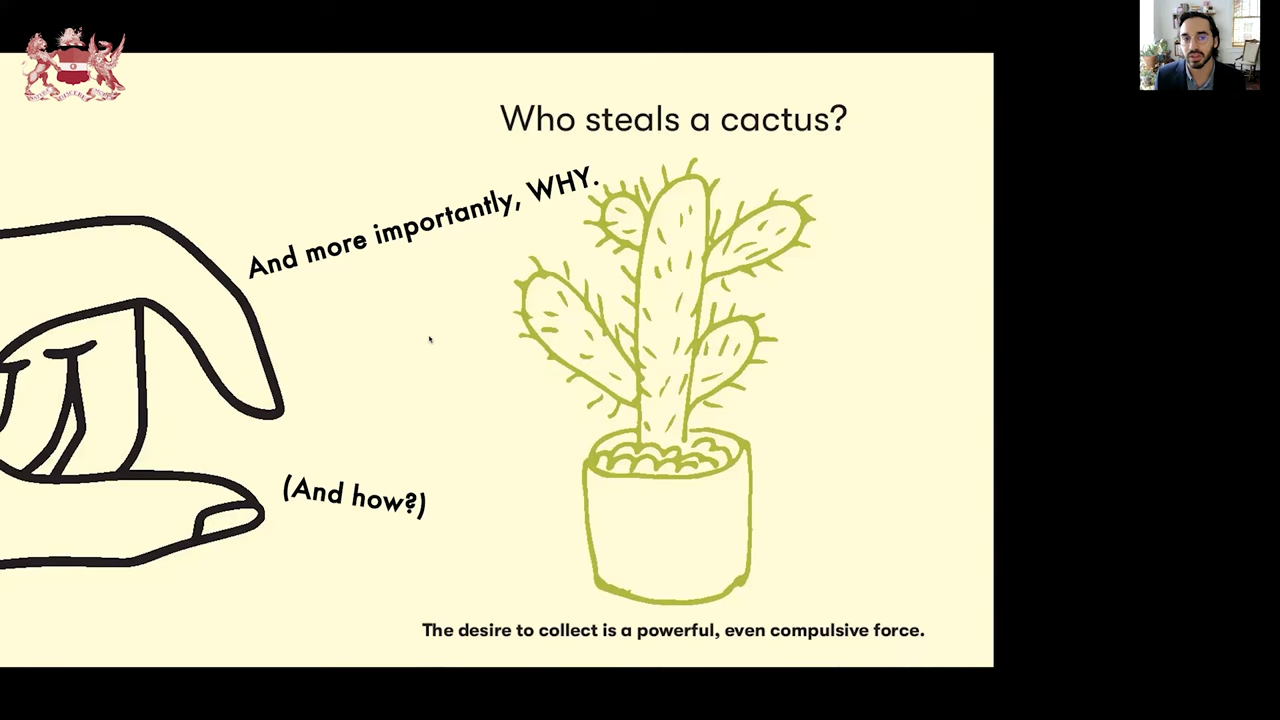 Who steals a cactus?
And more importantly, WHY.
(And how?)
The desire to collect is a powerful, even compulsive force.